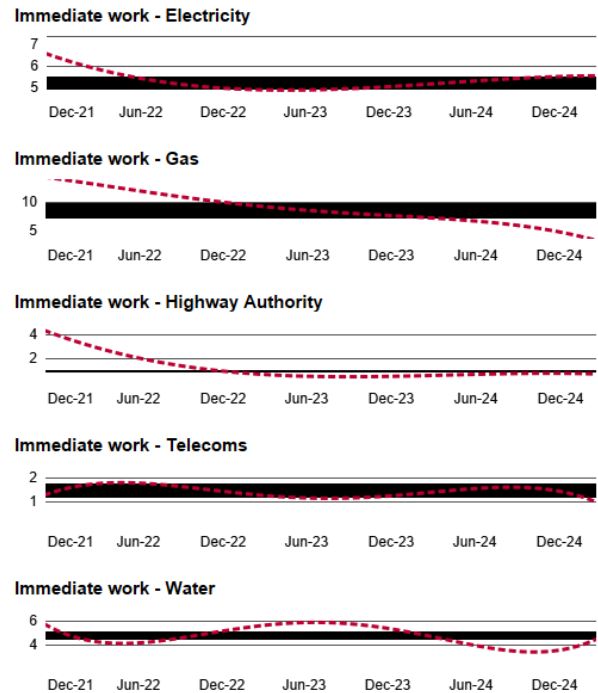 Immediate work - Electricity
7
6
5
Dec-21 Jun-22 Dec-22 Jun-23 Dec-23 Jun-24 Dec-24
Immediate work - Gas
10
5
Dec-21 Jun-22 Dec-22 Jun-23 Dec-23 Jun-24 Dec-24
Immediate work - Highway Authority
4
2
Dec-21 Jun-22 Dec-22 Jun-23 Dec-23 Jun-24 Dec-24
Immediate work - Telecoms
2
1
Dec-21 Jun-22 Dec-22 Jun-23 Dec-23 Jun-24 Dec-24
Immediate work - Water
6
4
Dec-21 Jun-22 Dec-22 Jun-23 Dec-23 Jun-24 Dec-24